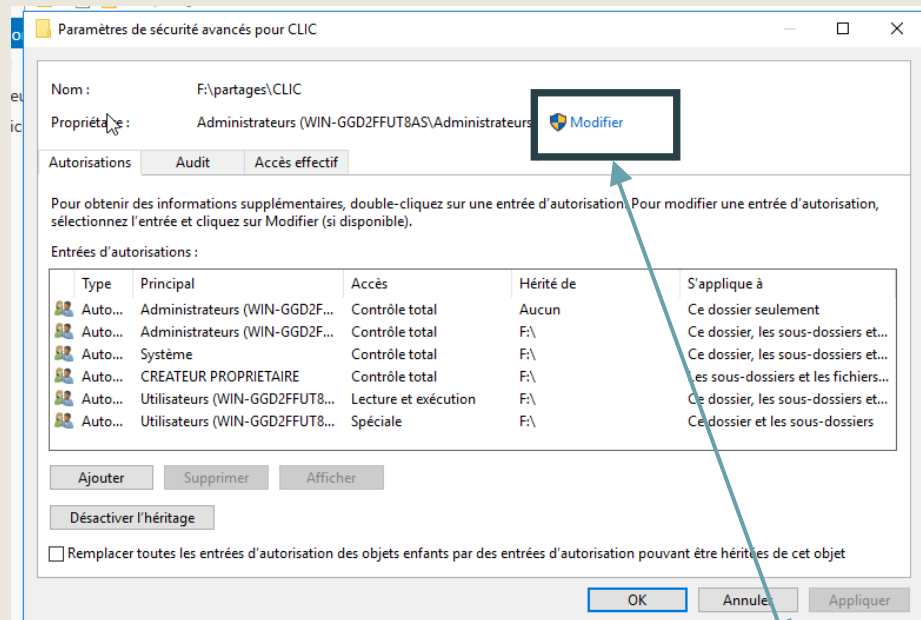 Paramètres de sécurité avancés pour CLIC
Nom : F:\partages\CLIC
Propriétaire : Administrateurs (WIN-GGD2FFUT8AS\Administrateurs Modifier
Autorisations Audit Accès effectif
Pour obtenir des informations supplémentaires, double-cliquez sur une entrée d'autorisation. Pour modifier une entrée d'autorisation,
sélectionnez l'entrée et cliquez sur Modifier (si disponible).
Entrées d'autorisations :
Type Principal Accès Hérité de S'applique à
Auto... Administrateurs (WIN-GGD2F... Contrôle total Aucun Ce dossier seulement
Auto... Administrateurs (WIN-GGD2F... Contrôle total F:\ Ce dossier, les sous-dossiers et...
Auto... Système Contrôle total F:\ Ce dossier, les sous-dossiers et...
Auto... CREATEUR PROPRIETAIRE Contrôle total F:\ Les sous-dossiers et les fichiers...
Auto... Utilisateurs (WIN-GGD2FFUT8... Lecture et exécution F:\ Ce dossier, les sous-dossiers et...
Auto... Utilisateurs (WIN-GGD2FFUT8... Spéciale F:\ Ce dossier et les sous-dossiers
Ajouter Supprimer Afficher
Désactiver l'héritage
Remplacer toutes les entrées d'autorisation des objets enfants par des entrées d'autorisation pouvant être héritées de cet objet
OK Annuler Appliquer